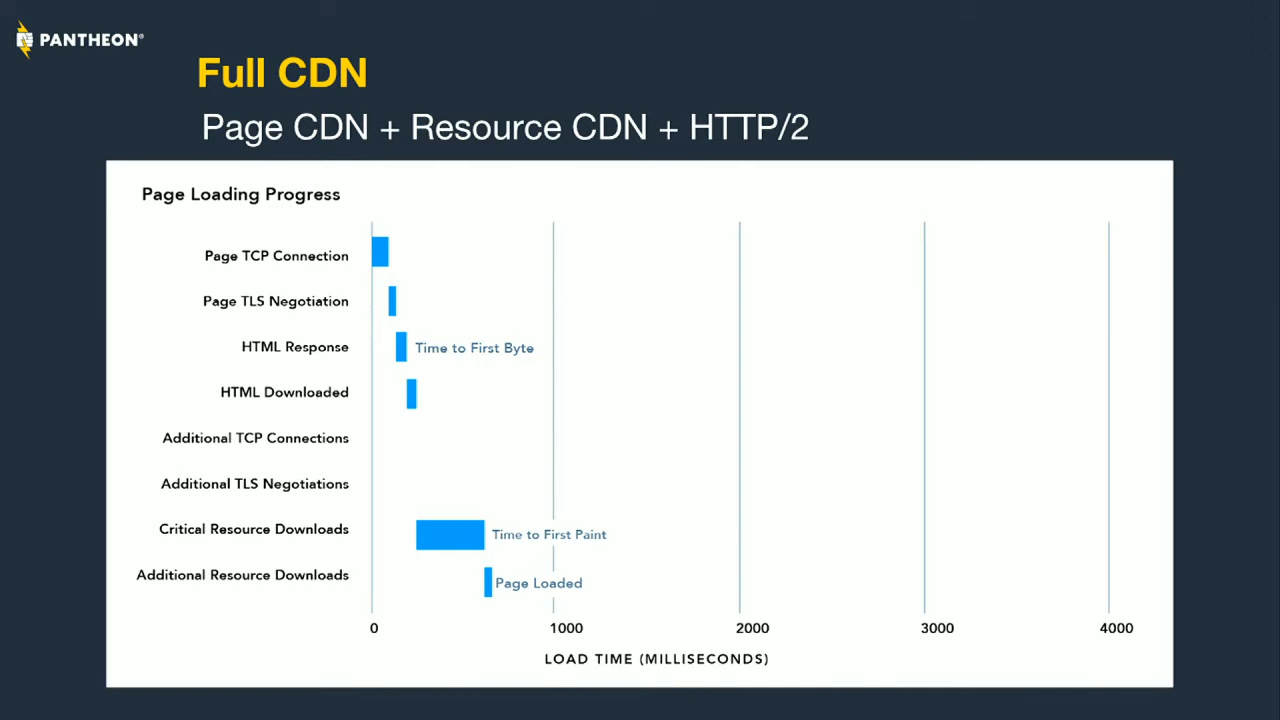 PANTHEON®
Full CDN
Page CDN + Resource CDN + HTTP/2
Page Loading Progress
Page TCP Connection
Page TLS Negotiation
HTML Response
Time to First Byte
HTML Downloaded
Additional TCP Connections
Additional TLS Negotiations
Critical Resource Downloads
Time to First Paint
Additional Resource Downloads
Page Loaded
0 1000 2000 3000 4000
LOAD TIME (MILLISECONDS)